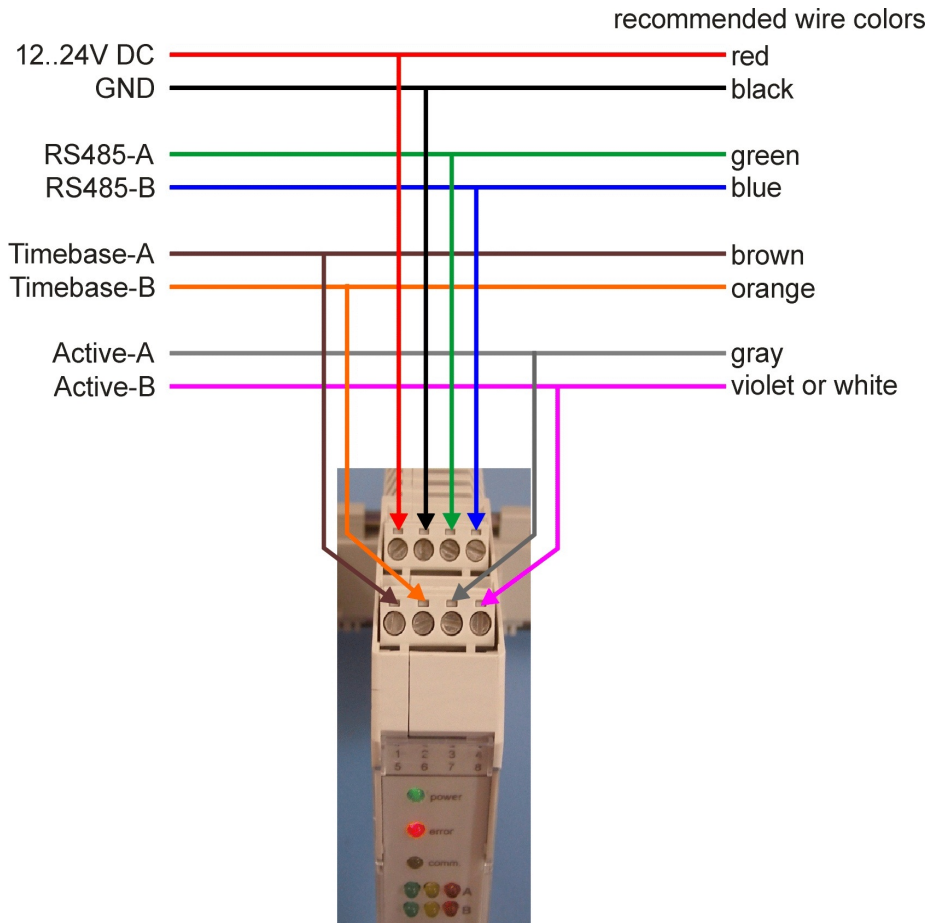 recommended wire colors
12..24V DC red
GND black
RS485-A green
RS485-B blue
Timebase-A brown
Timebase-B orange
Active-A gray
Active-B violet or white
1 2 3 4
5 6 7 8
power
error
comm.
A
B